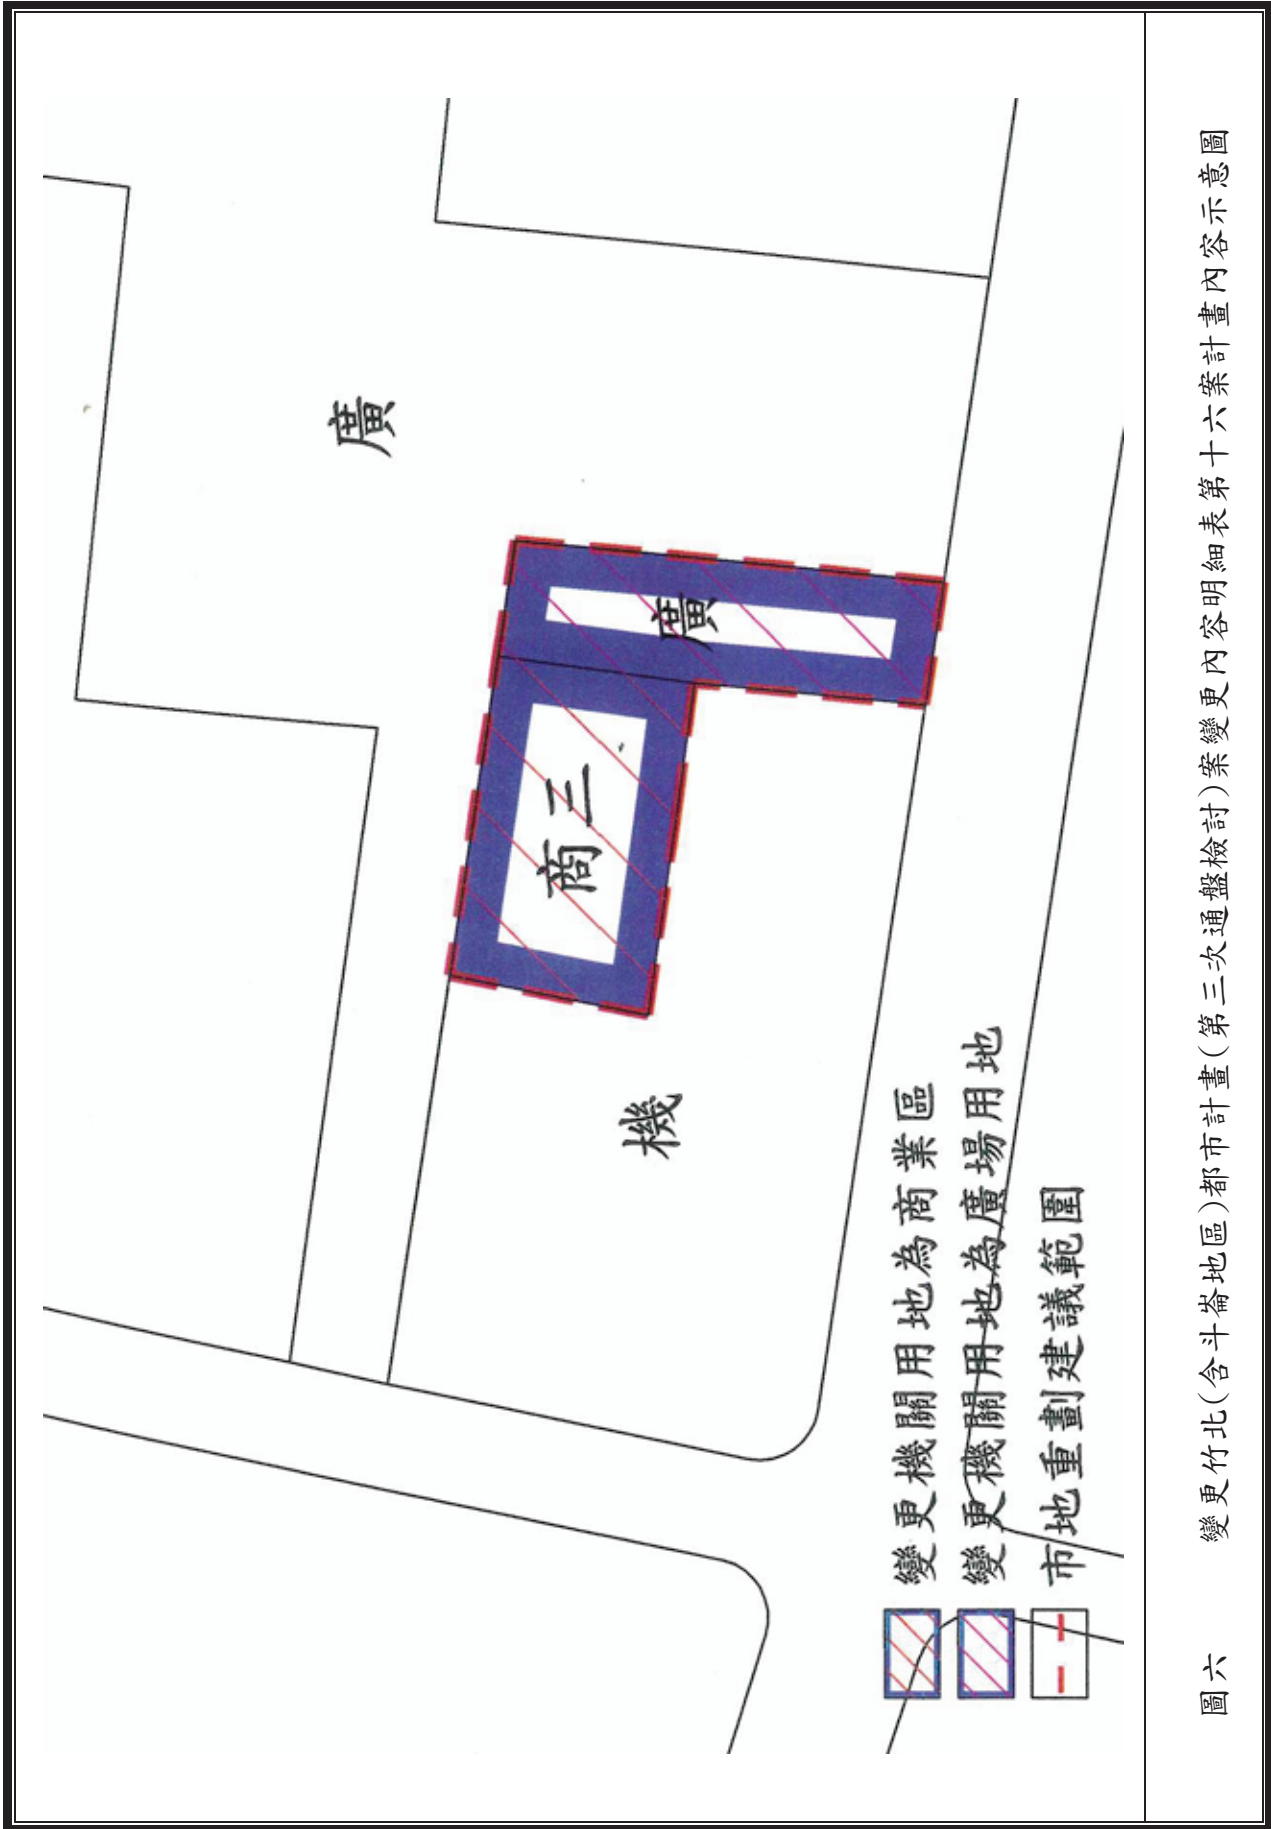 廣
廣
商三
機
變更機關用地為商業區
變更機關用地為廣場用地
市地重劃建議範圍
圖六　變更竹北(含斗崙地區)都市計畫(第三次通盤檢討)案變更內容明細表第十六案計畫內容示意圖